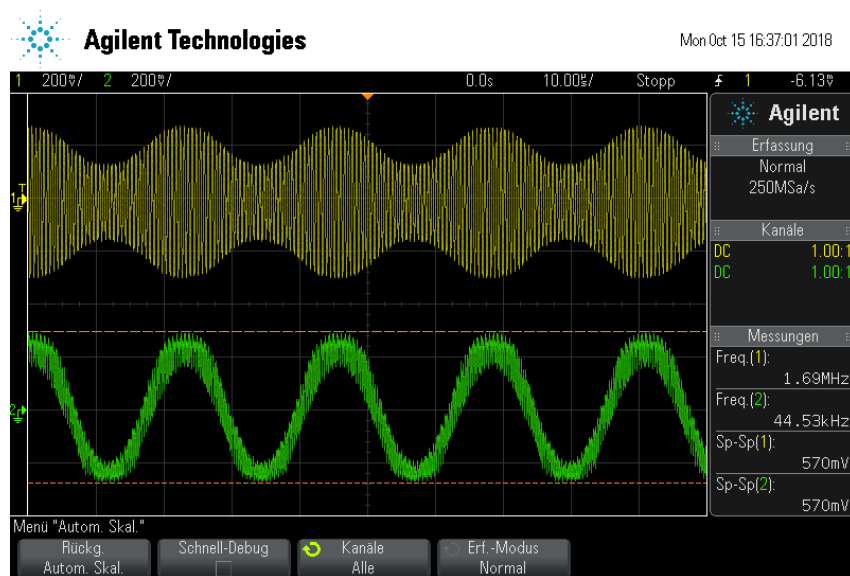 Agilent Technologies
Mon Oct 15 16:37:01 2018
1 200mV/ 2 200mV/ 0.0s 10.00µs/ Stopp 1 -6.13mV
Agilent
Erfassung
Normal
250MSa/s
Kanäle
DC 1.00:1
DC 1.00:1
Messungen
Freq.(1):
1.69MHz
Freq.(2):
44.53kHz
Sp-Sp(1):
570mV
Sp-Sp(2):
570mV
T
1
2
Menü "Autom. Skal."
Rückg.
Autom. Skal.
Schnell-Debug
Kanäle
Alle
Erf.-Modus
Normal